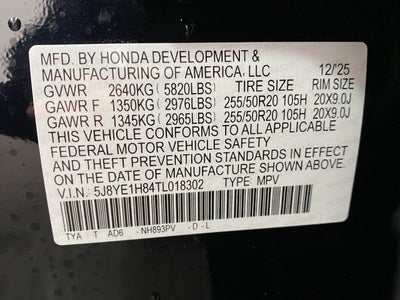 MFD. BY HONDA DEVELOPMENT &
MANUFACTURING OF AMERICA, LLC 12/'25
GVWR 2640KG (5820LBS) TIRE SIZE RIM SIZE
GAWR F 1350KG (2976LBS) 255/50R20 105H 20X9.0J
GAWR R 1345KG (2965LBS) 255/50R20 105H 20X9.0J
THIS VEHICLE CONFORMS TO ALL APPLICABLE
FEDERAL MOTOR VEHICLE SAFETY AND
THEFT PREVENTION STANDARDS IN EFFECT
ON THE DATE OF MANUFACTURE SHOWN ABOVE.
V.I.N.: 5J8YE1H84TL018302 TYPE: MPV
TYA T AD6 -NH893PV -D-L